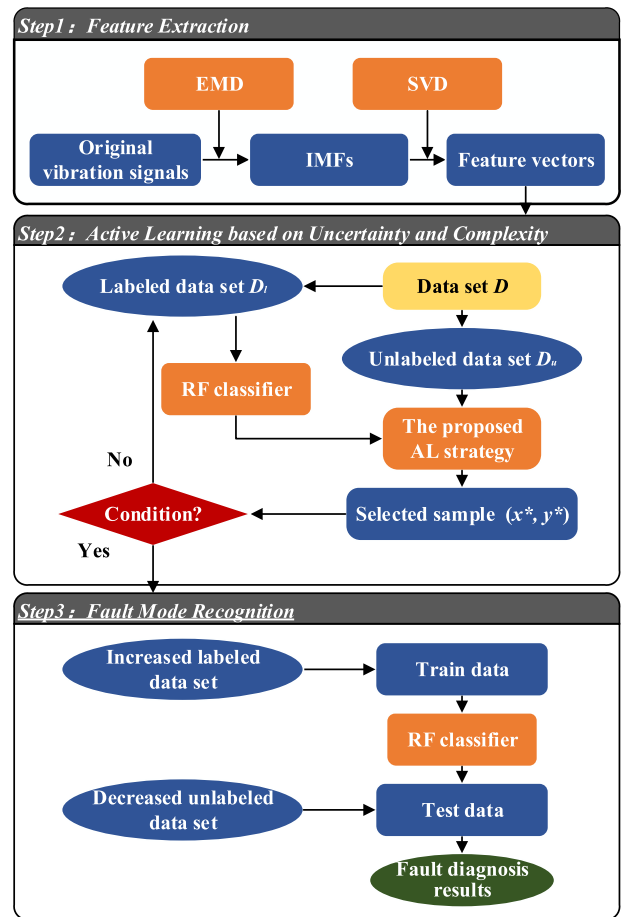 Step1：Feature Extraction
EMD
SVD
Original
vibration signals
IMFs
Feature vectors
Step2：Active Learning based on Uncertainty and Complexity
Labeled data set Dl
Data set D
Unlabeled data set Du
RF classifier
The proposed
AL strategy
No
Condition?
Selected sample (x*, y*)
Yes
Step3：Fault Mode Recognition
Increased labeled
data set
Train data
RF classifier
Decreased unlabeled
data set
Test data
Fault diagnosis
results